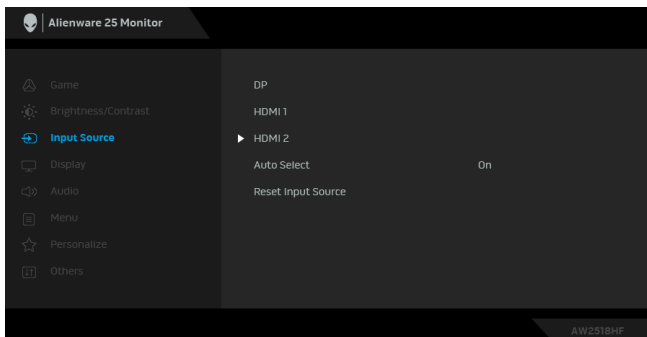 Alienware 25 Monitor
Game
Brightness/Contrast
Input Source
Display
Audio
Menu
Personalize
Others
DP
HDMI 1
HDMI 2
Auto Select On
Reset Input Source
AW2518HF